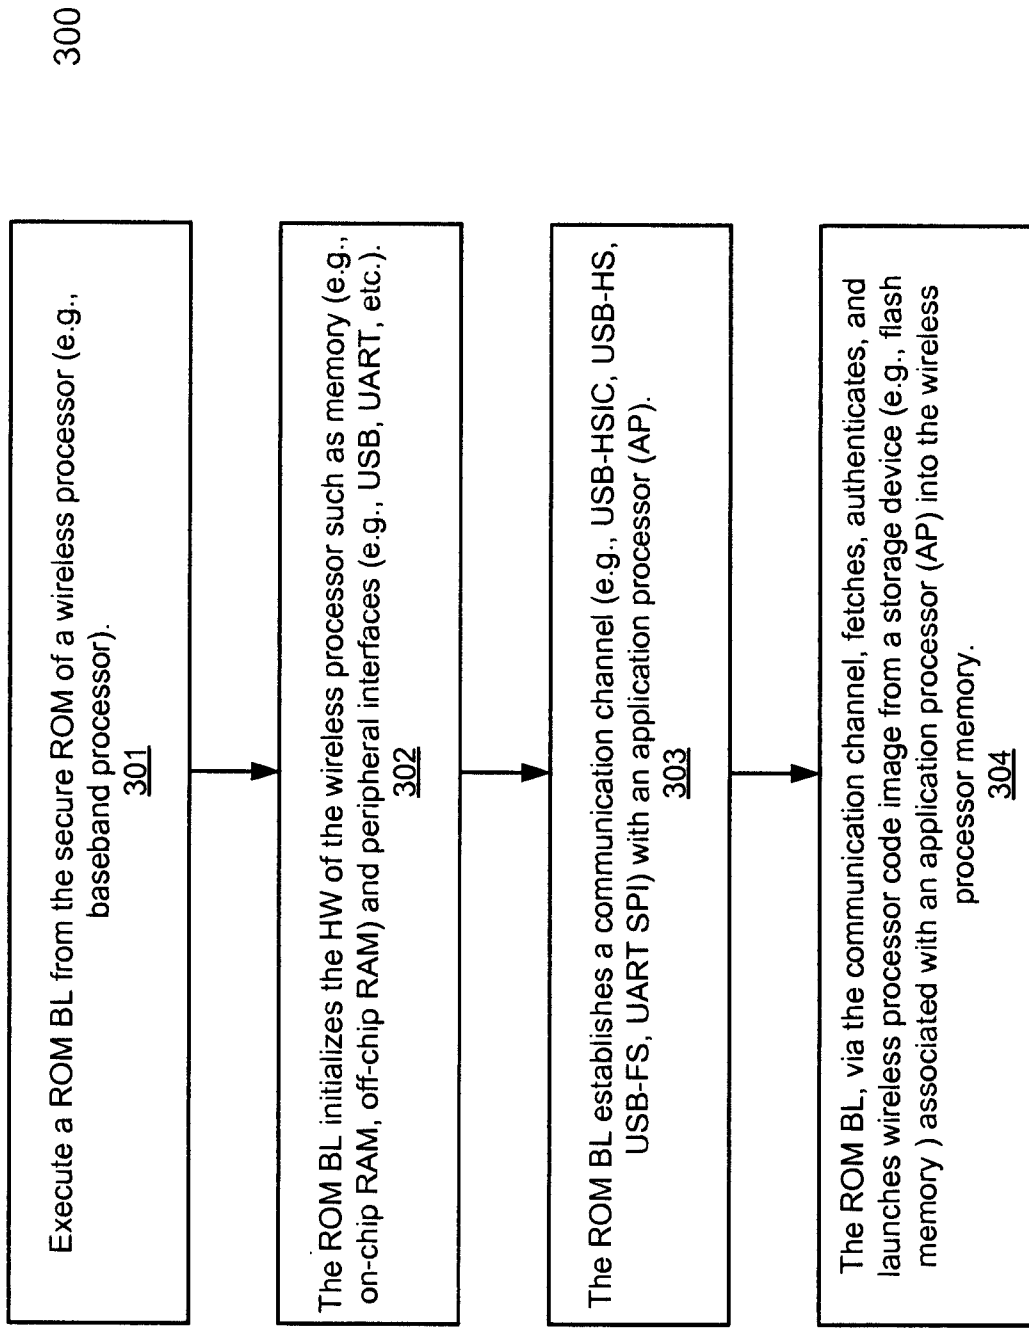 300
Execute a ROM BL from the secure ROM of a wireless processor (e.g.,
baseband processor).
301
The ROM BL initializes the HW of the wireless processor such as memory (e.g.,
on-chip RAM, off-chip RAM) and peripheral interfaces (e.g., USB, UART, etc.).
302
The ROM BL establishes a communication channel (e.g., USB-HSIC, USB-HS,
USB-FS, UART SPI) with an application processor (AP).
303
The ROM BL, via the communication channel, fetches, authenticates, and
launches wireless processor code image from a storage device (e.g., flash
memory ) associated with an application processor (AP) into the wireless
processor memory.
304